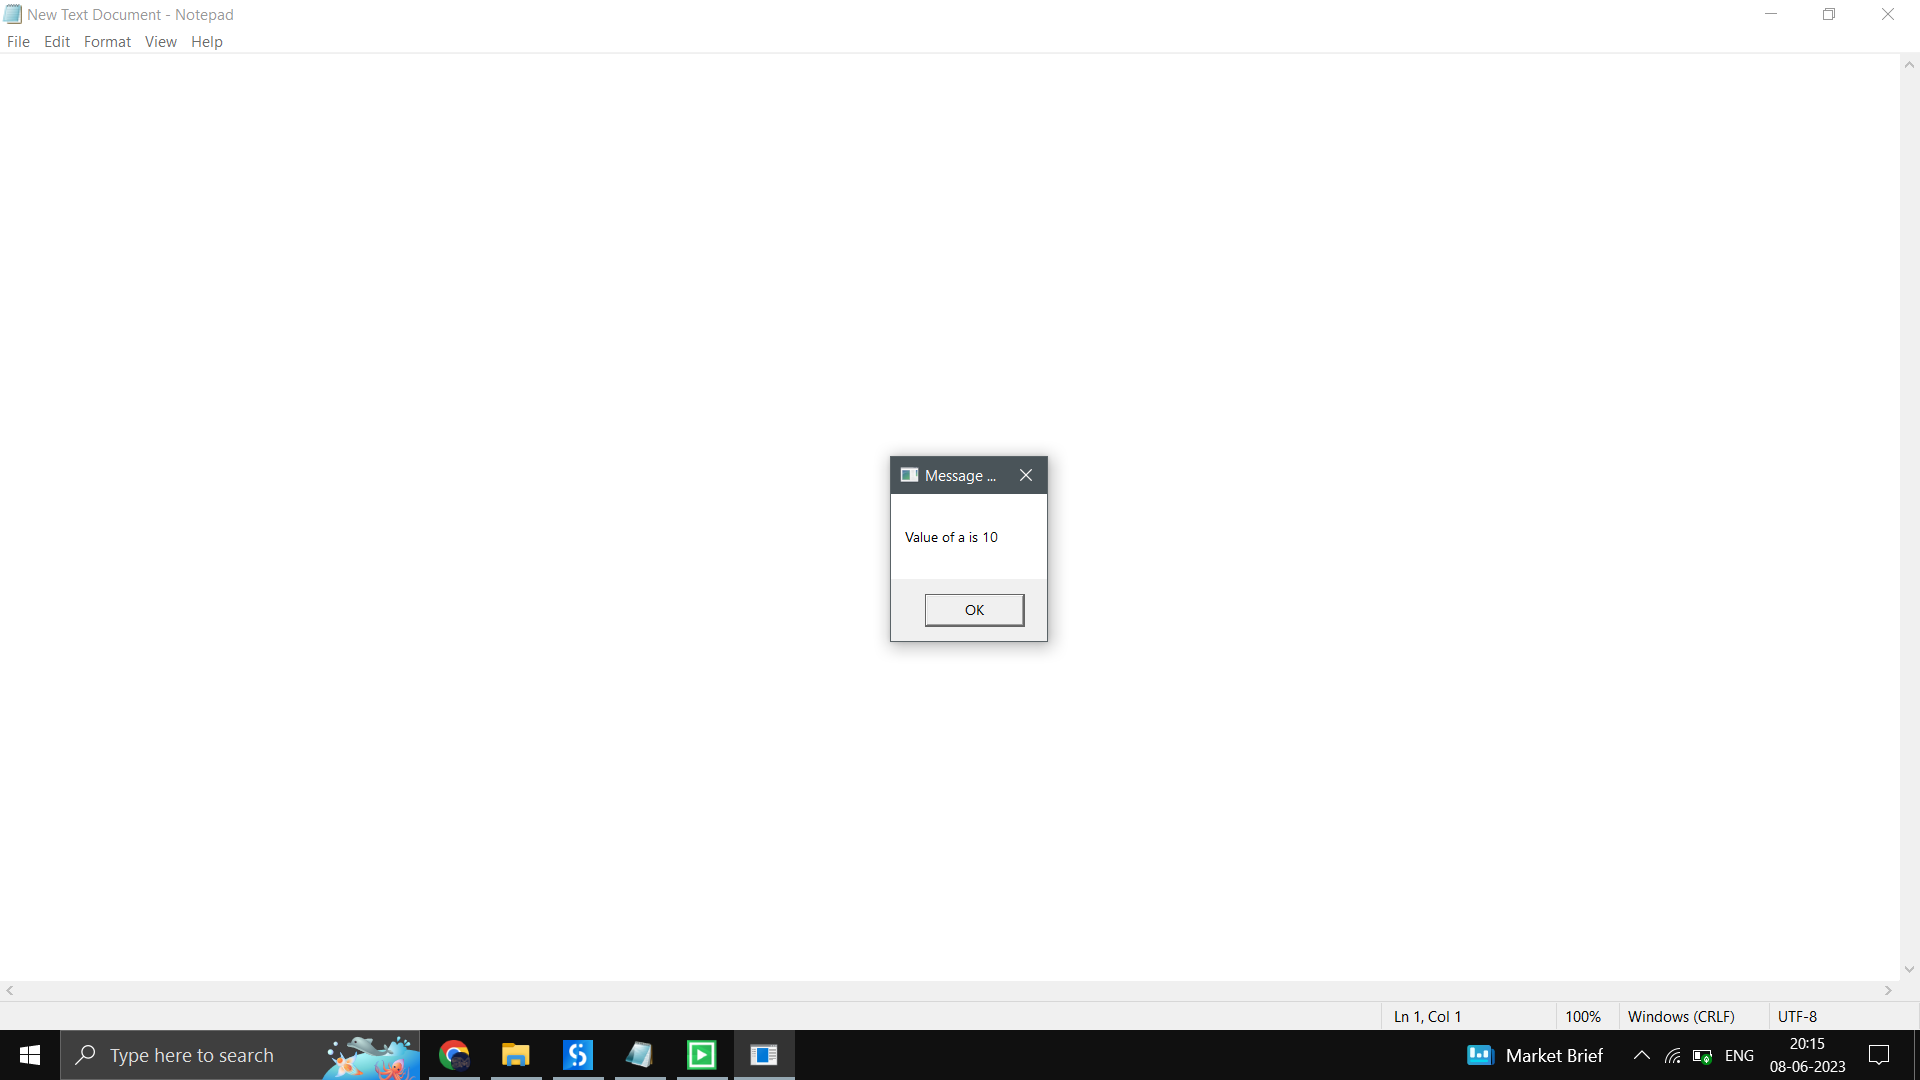 New Text Document - Notepad
File Edit Format View Help
Message ...
Value of a is 10
OK
Ln 1, Col 1 100% Windows (CRLF) UTF-8
Type here to search
Market Brief
ENG
20:15
08-06-2023